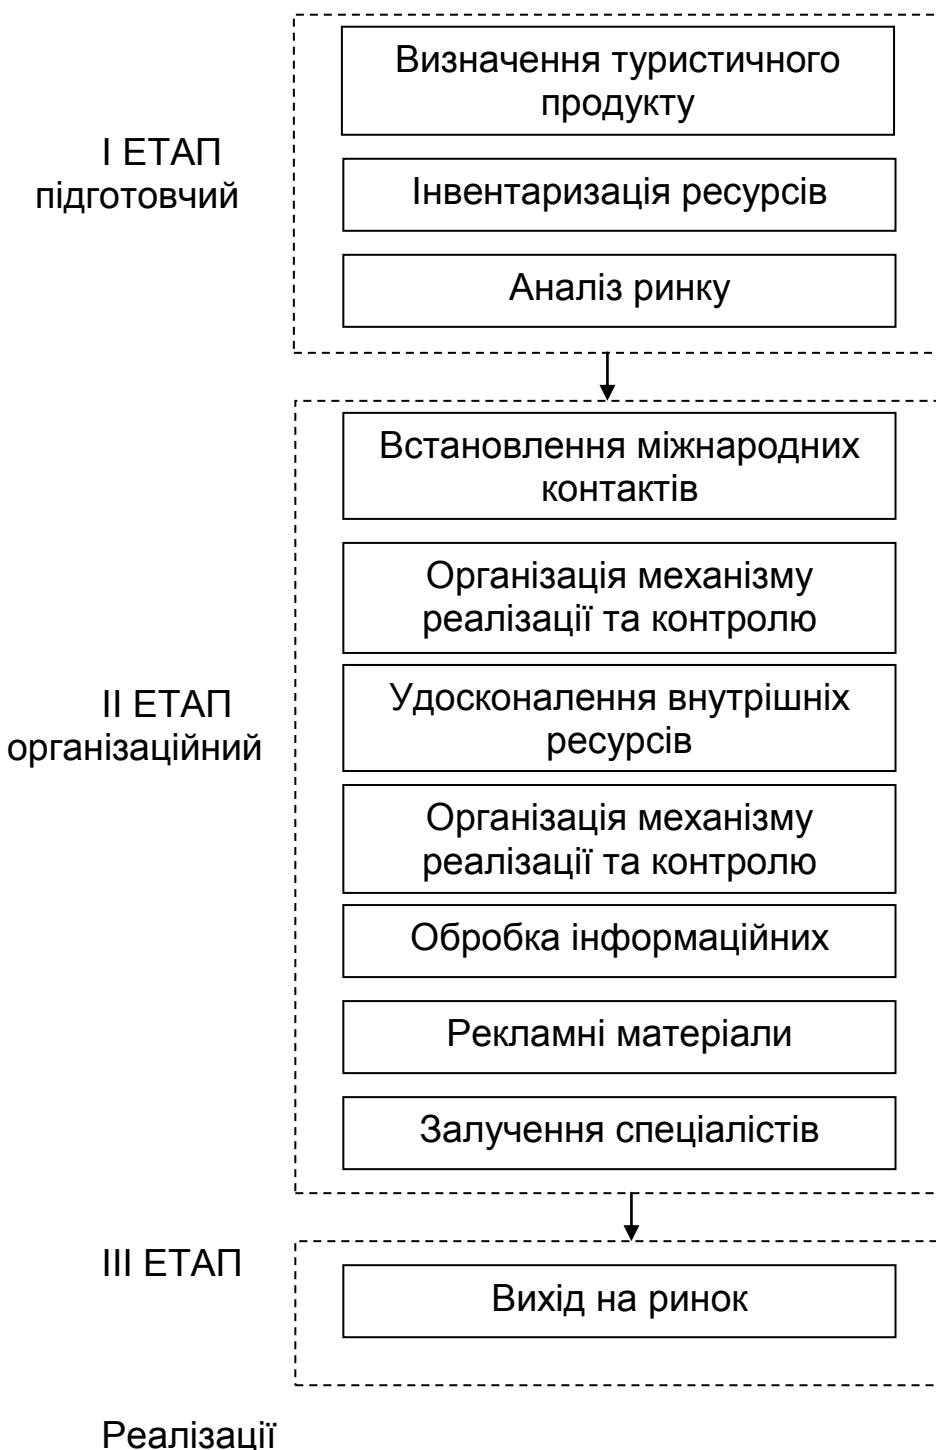 Визначення туристичного
продукту
І ЕТАП
підготовчий
Інвентаризація ресурсів
Аналіз ринку
Встановлення міжнародних
контактів
Організація механізму
реалізації та контролю
ІІ ЕТАП
організаційний
Удосконалення внутрішніх
ресурсів
Організація механізму
реалізації та контролю
Обробка інформаційних
Рекламні матеріали
Залучення спеціалістів
ІІІ ЕТАП
Вихід на ринок
Реалізації